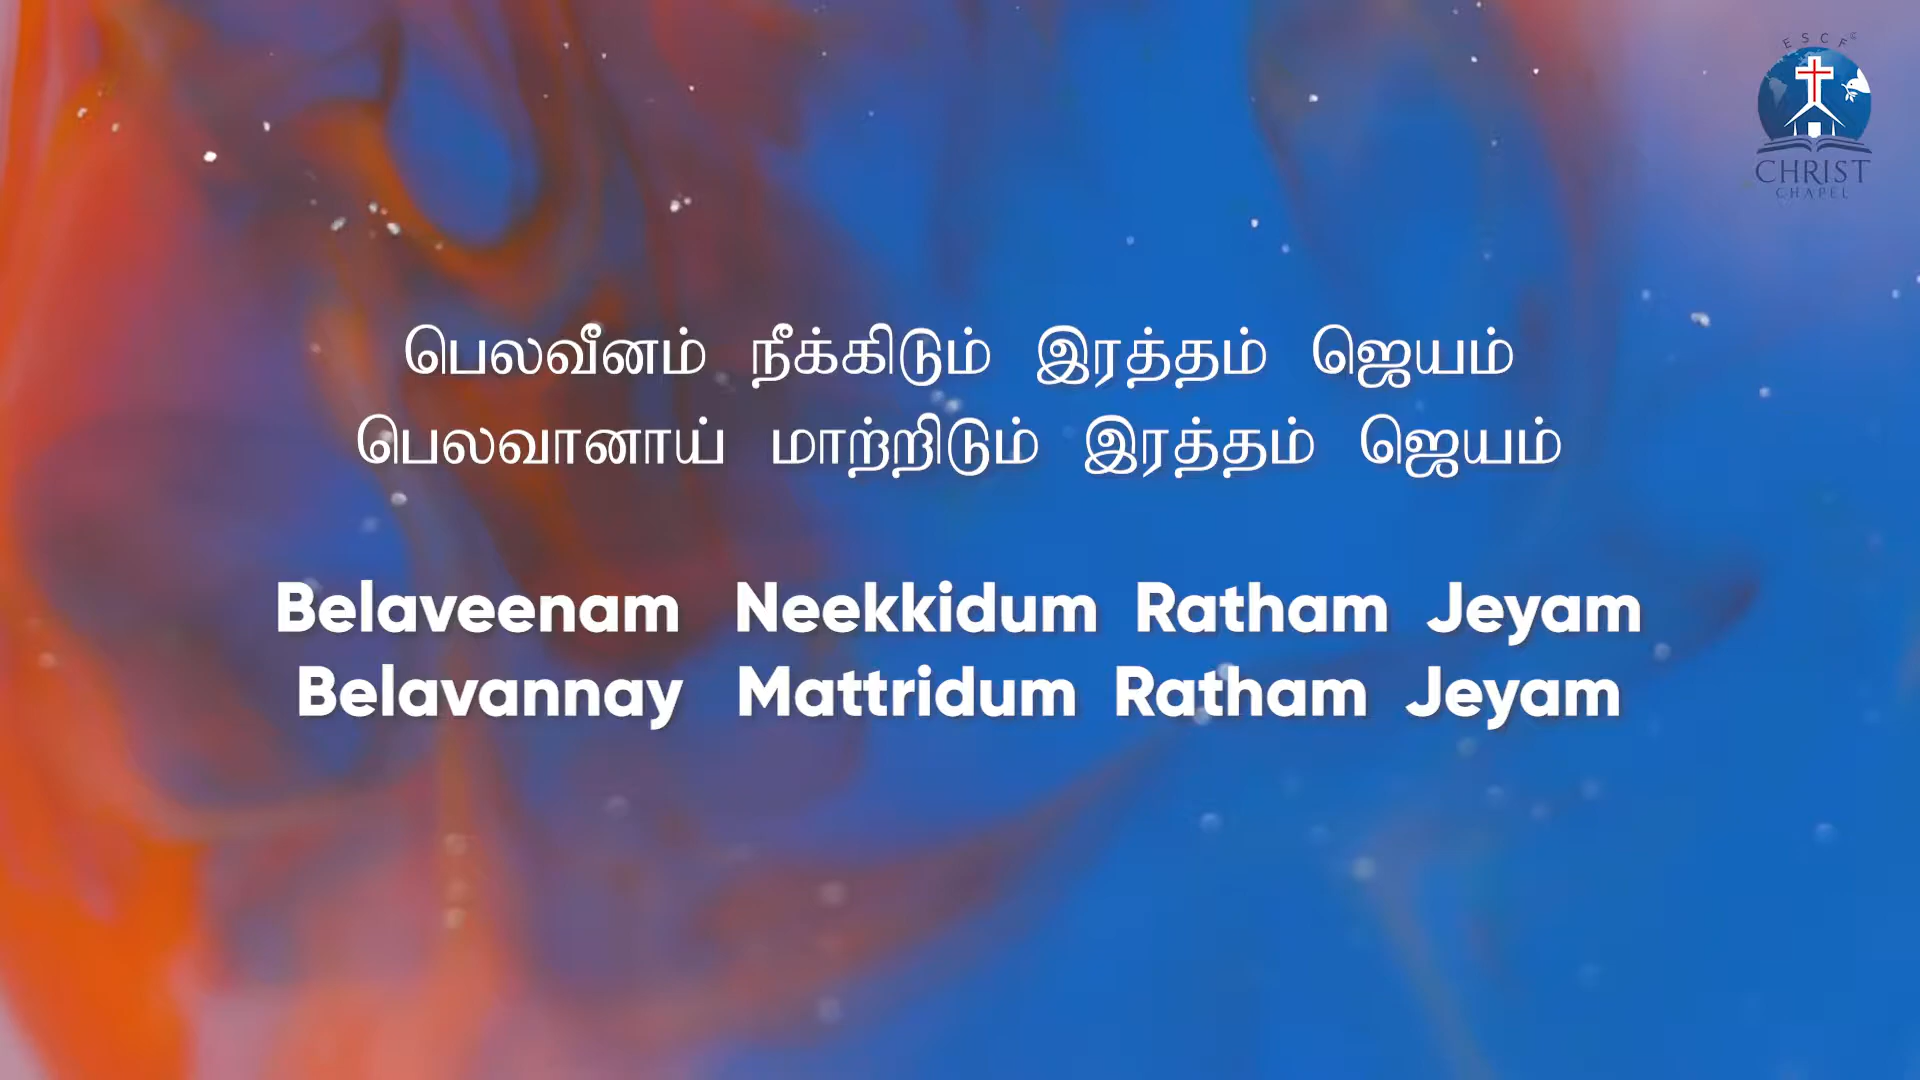 ESCF®
CHRIST
CHAPEL
பெலவீனம் நீக்கிடும் இரத்தம் ஜெயம்
பெலவானாய் மாற்றிடும் இரத்தம் ஜெயம்
Belaveenam Neekkidum Ratham Jeyam
Belavannay Mattridum Ratham Jeyam